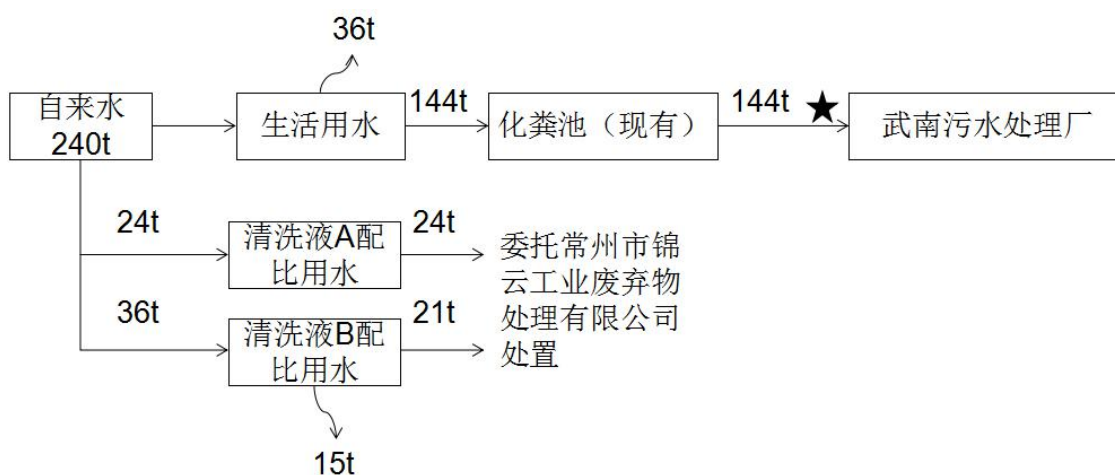 36t
自来水
240t
生活用水
144t
化粪池（现有）
144t
★
武南污水处理厂
24t
清洗液A配
比用水
24t
委托常州市锦
云工业废弃物
处理有限公司
处置
36t
清洗液B配
比用水
21t
15t